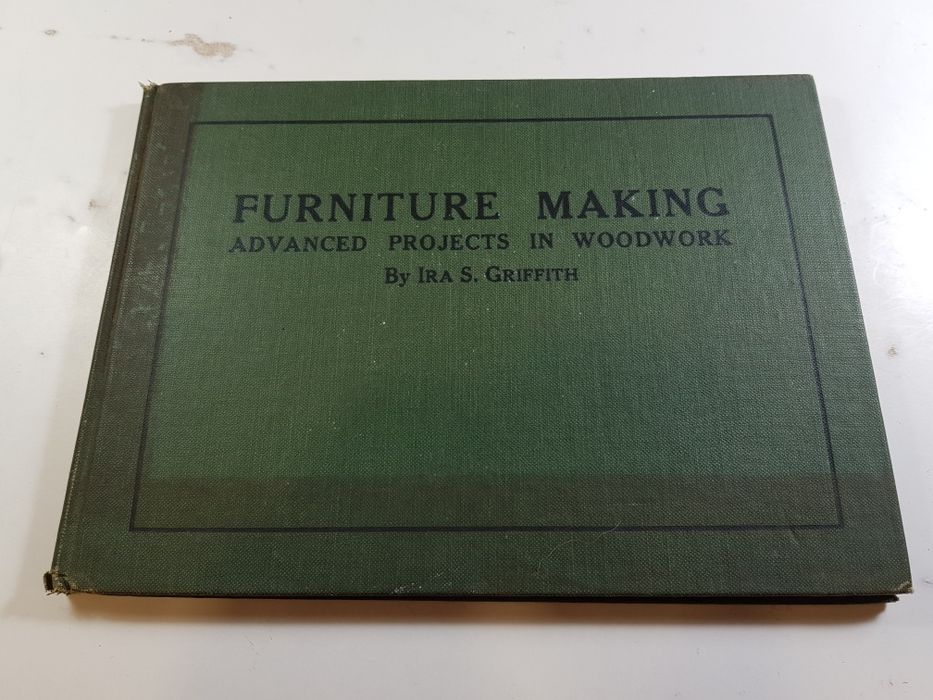 FURNITURE MAKING
ADVANCED PROJECTS IN WOODWORK
By Ira S. Griffith